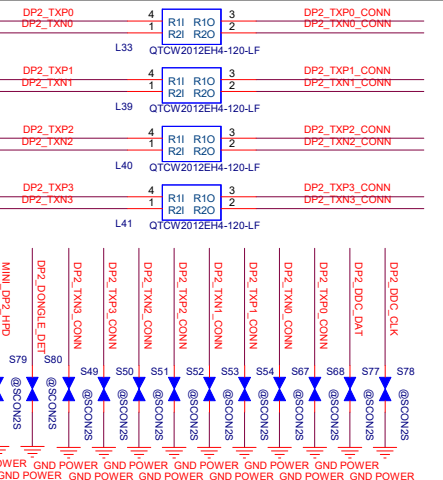 DP2_TXP0 4 R1I R1O 3 DP2_TXP0_CONN
DP2_TXN0 1 R2I R2O 2 DP2_TXN0_CONN
L33 QTCW2012EH4-120-LF
DP2_TXP1 4 R1I R1O 3 DP2_TXP1_CONN
DP2_TXN1 1 R2I R2O 2 DP2_TXN1_CONN
L39 QTCW2012EH4-120-LF
DP2_TXP2 4 R1I R1O 3 DP2_TXP2_CONN
DP2_TXN2 1 R2I R2O 2 DP2_TXN2_CONN
L40 QTCW2012EH4-120-LF
DP2_TXP3 4 R1I R1O 3 DP2_TXP3_CONN
DP2_TXN3 1 R2I R2O 2 DP2_TXN3_CONN
L41 QTCW2012EH4-120-LF
MINI_DP2_HPD
DP2_DONGLE_DET
DP2_TXN3_CONN
DP2_TXP3_CONN
DP2_TXN2_CONN
DP2_TXP2_CONN
DP2_TXN1_CONN
DP2_TXP1_CONN
DP2_TXN0_CONN
DP2_TXP0_CONN
DP2_DDC_DAT
DP2_DDC_CLK
S79 S80 S49 S50 S51 S52 S53 S54 S67 S68 S77 S78
@SCON2S @SCON2S @SCON2S @SCON2S @SCON2S @SCON2S @SCON2S @SCON2S @SCON2S @SCON2S @SCON2S @SCON2S
OWER GND POWER GND POWER GND POWER GND POWER GND POWER
GND POWER GND POWER GND POWER GND POWER GND POWER GND POWER